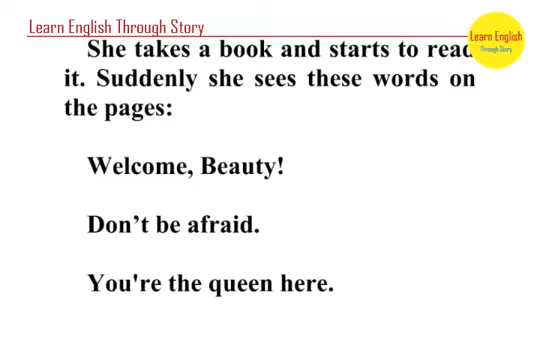 Learn English Through Story
Learn English
Through Story
She takes a book and starts to read
it. Suddenly she sees these words on
the pages:
Welcome, Beauty!
Don’t be afraid.
You're the queen here.